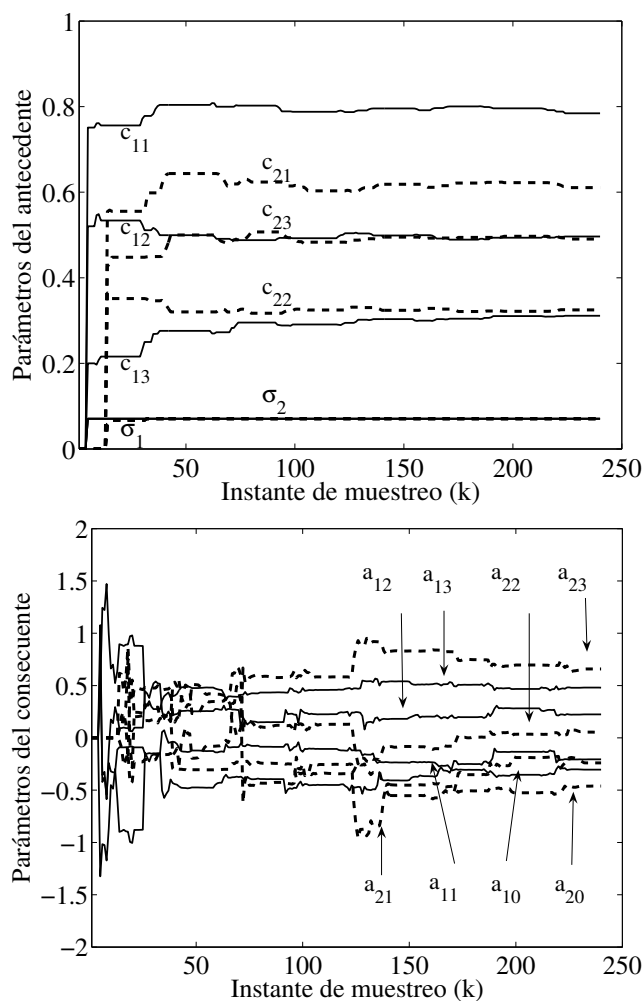 1
0.8
0.6
0.4
0.2
0
Parámetros del antecedente
c11
c21
c12
c23
c22
c13
σ2
σ1
50 100 150 200 250
Instante de muestreo (k)
2
1.5
1
0.5
0
−0.5
−1
−1.5
−2
Parámetros del consecuente
a12 a13 a22 a23
a21 a11 a10 a20
50 100 150 200 250
Instante de muestreo (k)